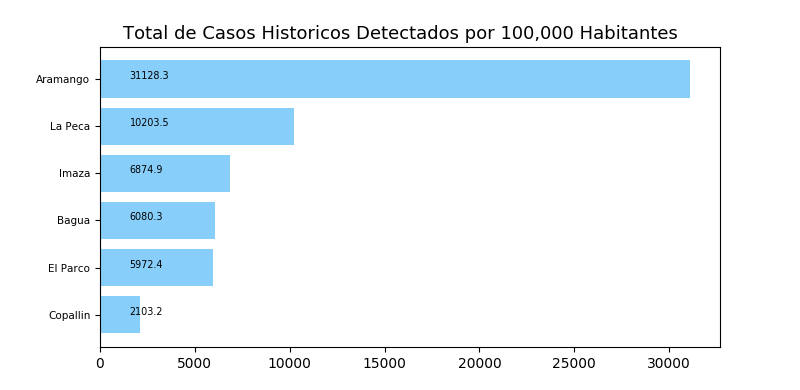 Total de Casos Historicos Detectados por 100,000 Habitantes
Aramango 31128.3
La Peca 10203.5
Imaza 6874.9
Bagua 6080.3
El Parco 5972.4
Copallin 2103.2
0 5000 10000 15000 20000 25000 30000